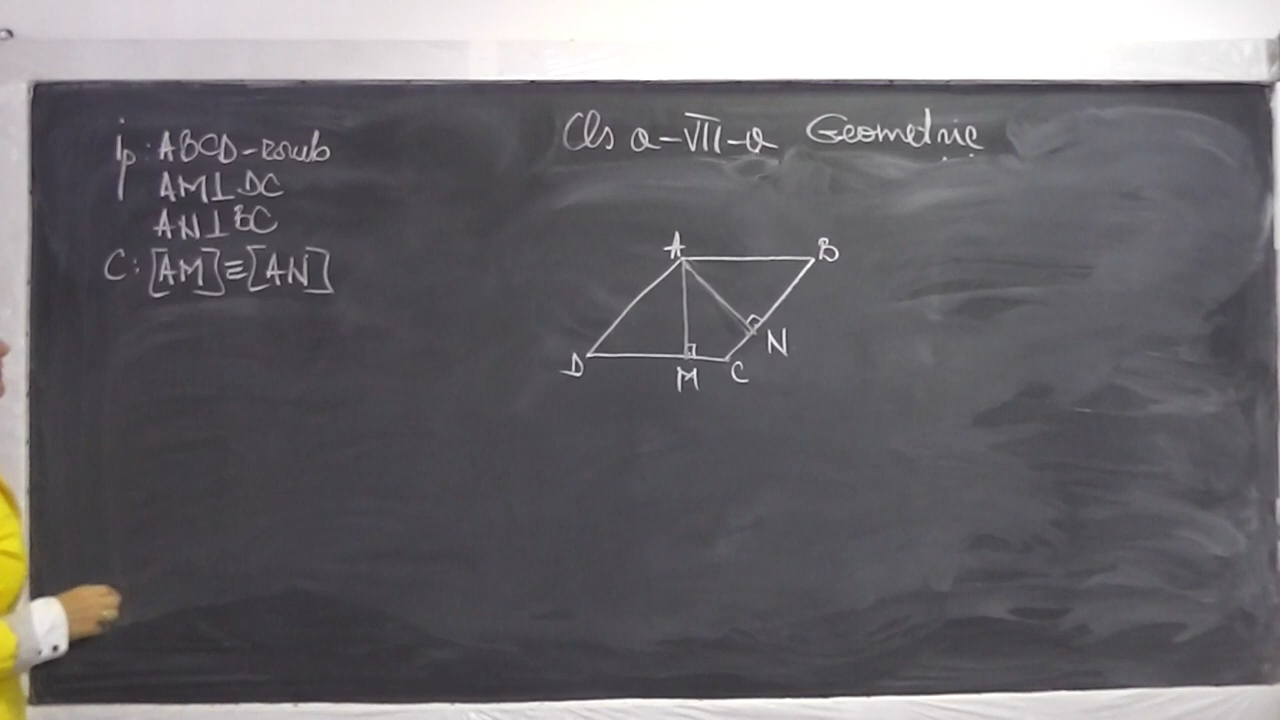 Cls a-VII-a Geometrie
ip: ABCD-romb
AM⊥DC
AN⊥BC
C: [AM]≡[AN]
A
B
N
D
M
C